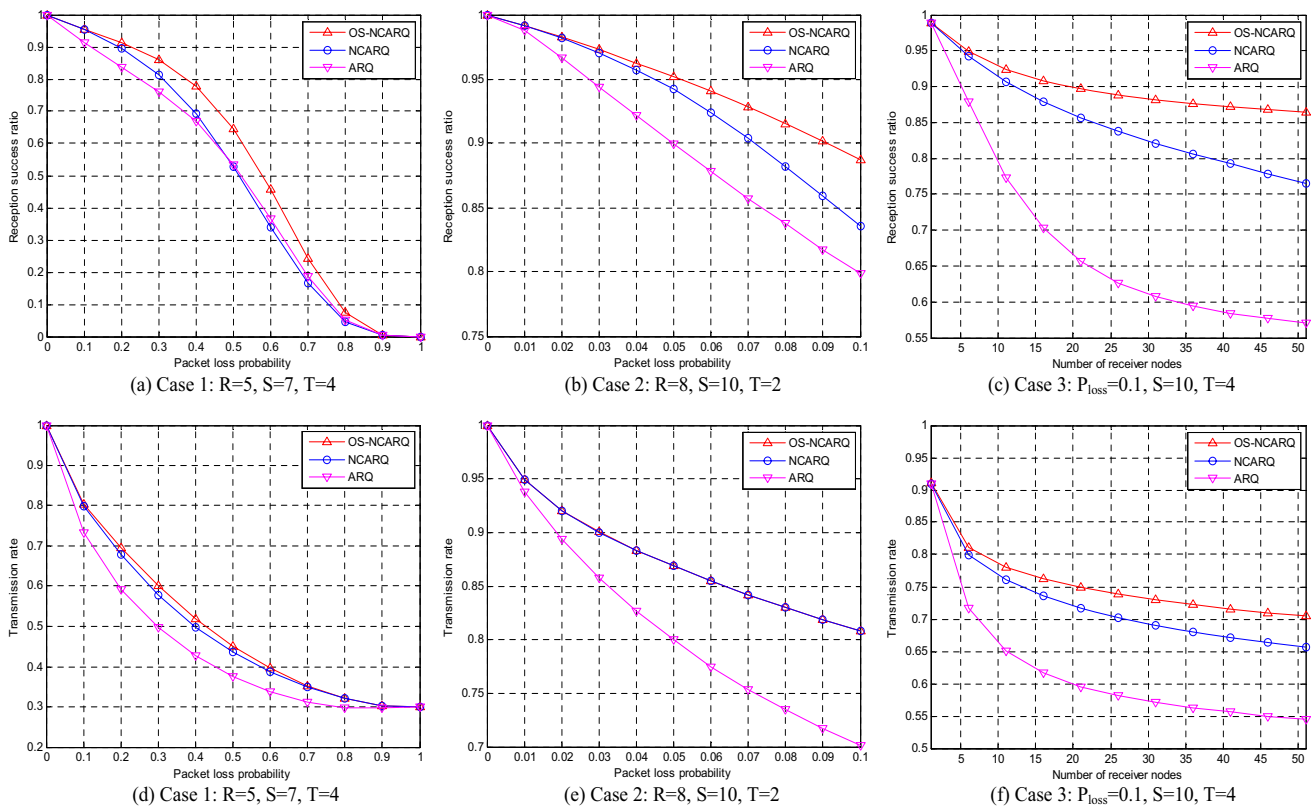 1
0.9
0.8
0.7
0.6
0.5
0.4
0.3
0.2
0.1
0
0 0.1 0.2 0.3 0.4 0.5 0.6 0.7 0.8 0.9 1
Reception success ratio
Packet loss probability
OS-NCARQ
NCARQ
ARQ
(a) Case 1: R=5, S=7, T=4
1
0.95
0.9
0.85
0.8
0.75
0 0.01 0.02 0.03 0.04 0.05 0.06 0.07 0.08 0.09 0.1
Reception success ratio
Packet loss probability
OS-NCARQ
NCARQ
ARQ
(b) Case 2: R=8, S=10, T=2
1
0.95
0.9
0.85
0.8
0.75
0.7
0.65
0.6
0.55
5 10 15 20 25 30 35 40 45 50
Reception success ratio
Number of receiver nodes
OS-NCARQ
NCARQ
ARQ
(c) Case 3: P_loss=0.1, S=10, T=4
1
0.9
0.8
0.7
0.6
0.5
0.4
0.3
0.2
0 0.1 0.2 0.3 0.4 0.5 0.6 0.7 0.8 0.9 1
Transmission rate
Packet loss probability
OS-NCARQ
NCARQ
ARQ
(d) Case 1: R=5, S=7, T=4
1
0.95
0.9
0.85
0.8
0.75
0.7
0 0.01 0.02 0.03 0.04 0.05 0.06 0.07 0.08 0.09 0.1
Transmission rate
Packet loss probability
OS-NCARQ
NCARQ
ARQ
(e) Case 2: R=8, S=10, T=2
1
0.95
0.9
0.85
0.8
0.75
0.7
0.65
0.6
0.55
0.5
5 10 15 20 25 30 35 40 45 50
Transmission rate
Number of receiver nodes
OS-NCARQ
NCARQ
ARQ
(f) Case 3: P_loss=0.1, S=10, T=4